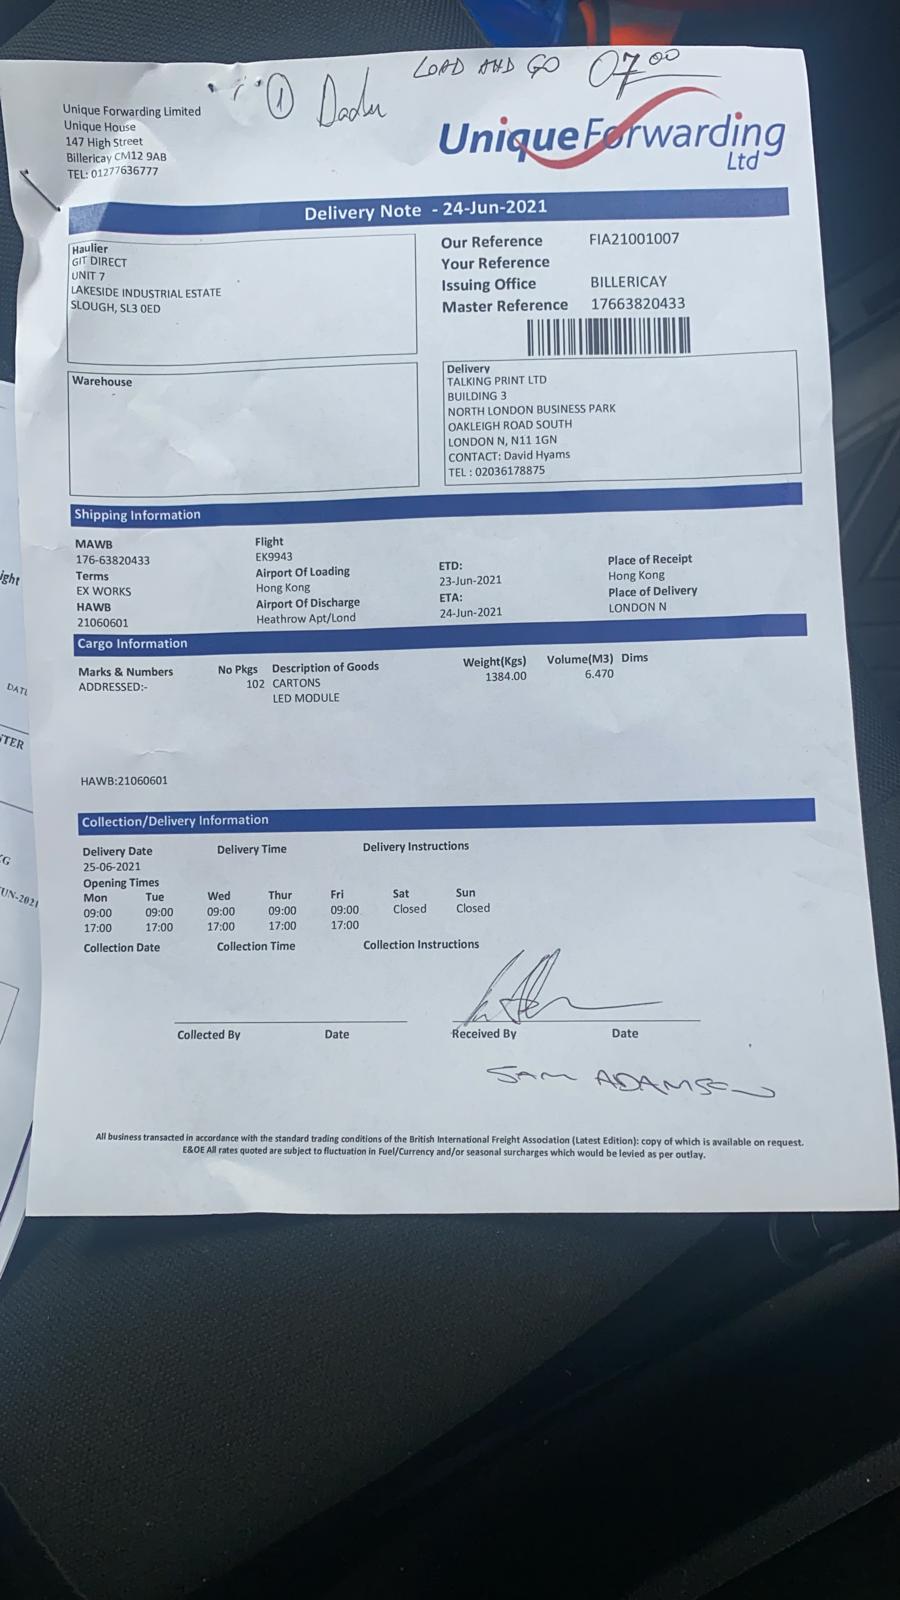 LOAD AND GO 07 00
1
Unique Forwarding Limited
Unique House
147 High Street
Billericay CM12 9AB
TEL: 01277636777
Unique Forwarding
Ltd
Delivery Note - 24-Jun-2021
Haulier
GIT DIRECT
UNIT 7
LAKESIDE INDUSTRIAL ESTATE
SLOUGH, SL3 0ED
Our Reference FIA21001007
Your Reference
Issuing Office BILLERICAY
Master Reference 17663820433
Warehouse
Delivery
TALKING PRINT LTD
BUILDING 3
NORTH LONDON BUSINESS PARK
OAKLEIGH ROAD SOUTH
LONDON N, N11 1GN
CONTACT: David Hyams
TEL : 02036178875
Shipping Information
MAWB
176-63820433
Terms
EX WORKS
HAWB
21060601
Flight
EK9943
Airport Of Loading
Hong Kong
Airport Of Discharge
Heathrow Apt/Lond
ETD:
23-Jun-2021
ETA:
24-Jun-2021
Place of Receipt
Hong Kong
Place of Delivery
LONDON N
Cargo Information
Marks & Numbers No Pkgs Description of Goods Weight(Kgs) Volume(M3) Dims
ADDRESSED:- 102 CARTONS 1384.00 6.470
LED MODULE
HAWB:21060601
Collection/Delivery Information
Delivery Date Delivery Time Delivery Instructions
25-06-2021
Opening Times
Mon Tue Wed Thur Fri Sat Sun
09:00 09:00 09:00 09:00 09:00 Closed Closed
17:00 17:00 17:00 17:00 17:00
Collection Date Collection Time Collection Instructions
Collected By Date Received By Date
SAM ADAMSON
All business transacted in accordance with the standard trading conditions of the British International Freight Association (Latest Edition): copy of which is available on request.
E&OE All rates quoted are subject to fluctuation in Fuel/Currency and/or seasonal surcharges which would be levied as per outlay.
ight
DATE
TER
G
UN-2021